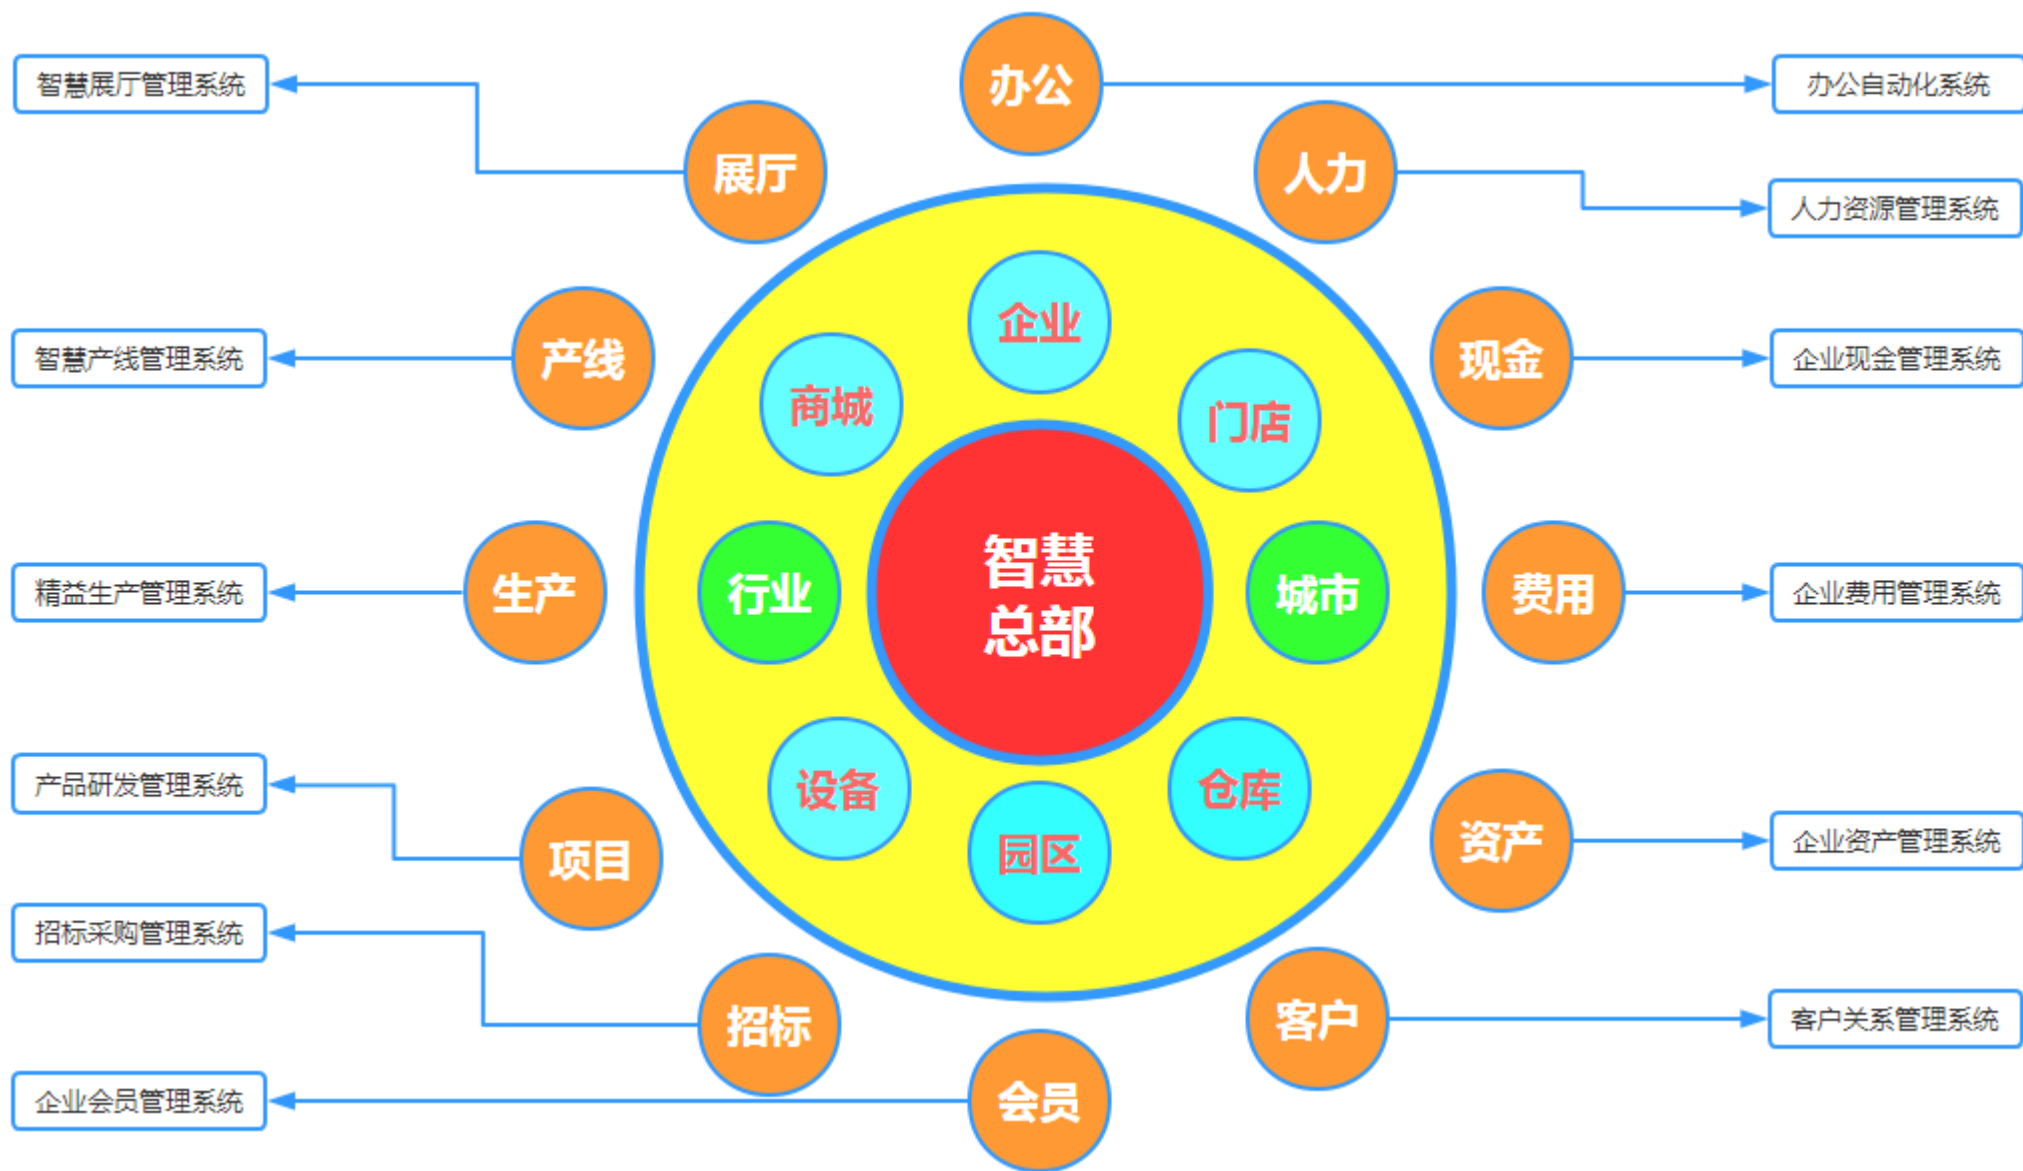 办公
智慧展厅管理系统
办公自动化系统
展厅
人力
人力资源管理系统
企业
产线
现金
智慧产线管理系统
企业现金管理系统
商城
门店
智慧
总部
生产
行业
城市
费用
精益生产管理系统
企业费用管理系统
产品研发管理系统
设备
仓库
园区
项目
资产
企业资产管理系统
招标采购管理系统
招标
客户
客户关系管理系统
企业会员管理系统
会员